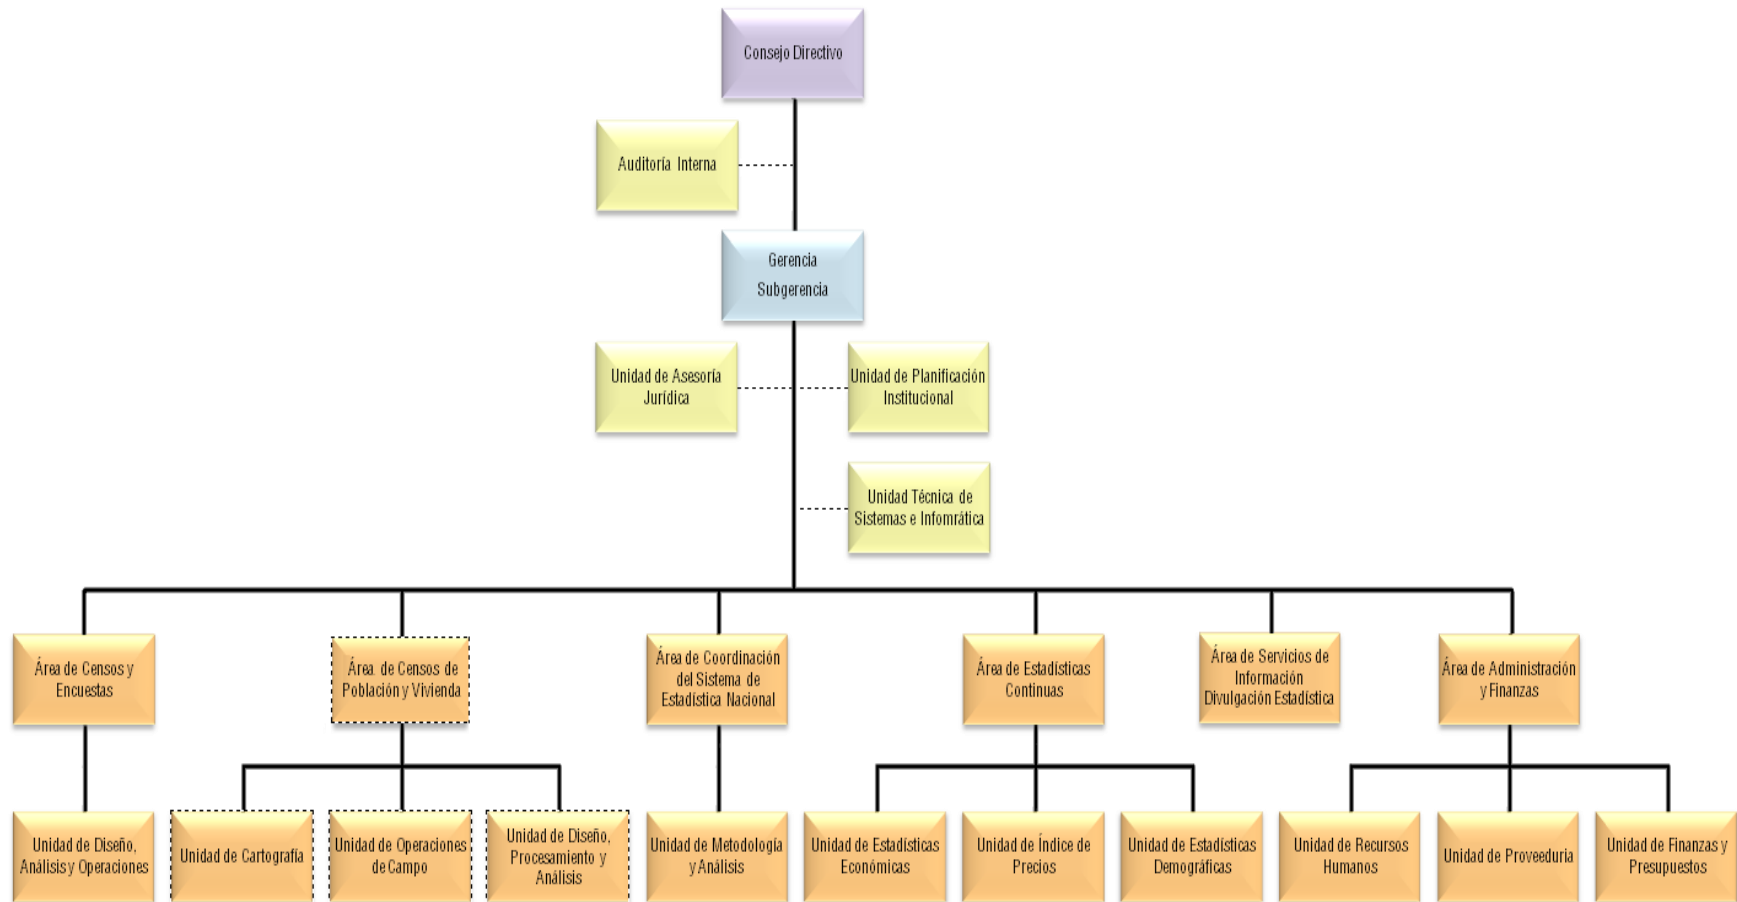 Consejo Directivo
Auditoría Interna
Gerencia
Subgerencia
Unidad de Asesoría
Jurídica
Unidad de Planificación
Institucional
Unidad Técnica de
Sistemas e Infomrática
Área de Censos y
Encuestas
Área de Censos de
Población y Vivienda
Área de Coordinación
del Sistema de
Estadística Nacional
Área de Estadísticas
Continuas
Área de Servicios de
Información
Divulgación Estadística
Área de Administración
y Finanzas
Unidad de Diseño,
Análisis y Operaciones
Unidad de Cartografía
Unidad de Operaciones
de Campo
Unidad de Diseño,
Procesamiento y
Análisis
Unidad de Metodología
y Análisis
Unidad de Estadísticas
Económicas
Unidad de Índice de
Precios
Unidad de Estadísticas
Demográficas
Unidad de Recursos
Humanos
Unidad de Proveeduria
Unidad de Finanzas y
Presupuestos